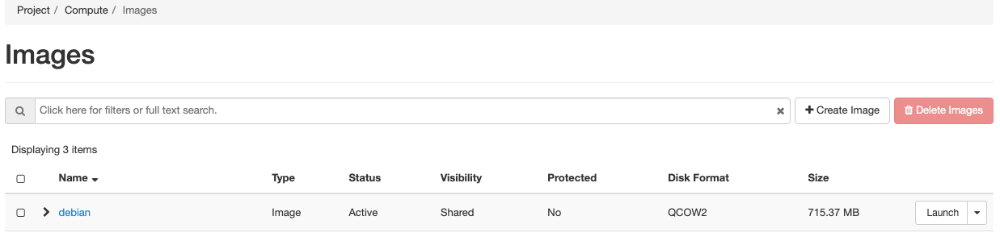 Project / Compute / Images
Images
Click here for filters or full text search. Create Image Delete Images
Displaying 3 items
Name Type Status Visibility Protected Disk Format Size
debian Image Active Shared No QCOW2 715.37 MB Launch